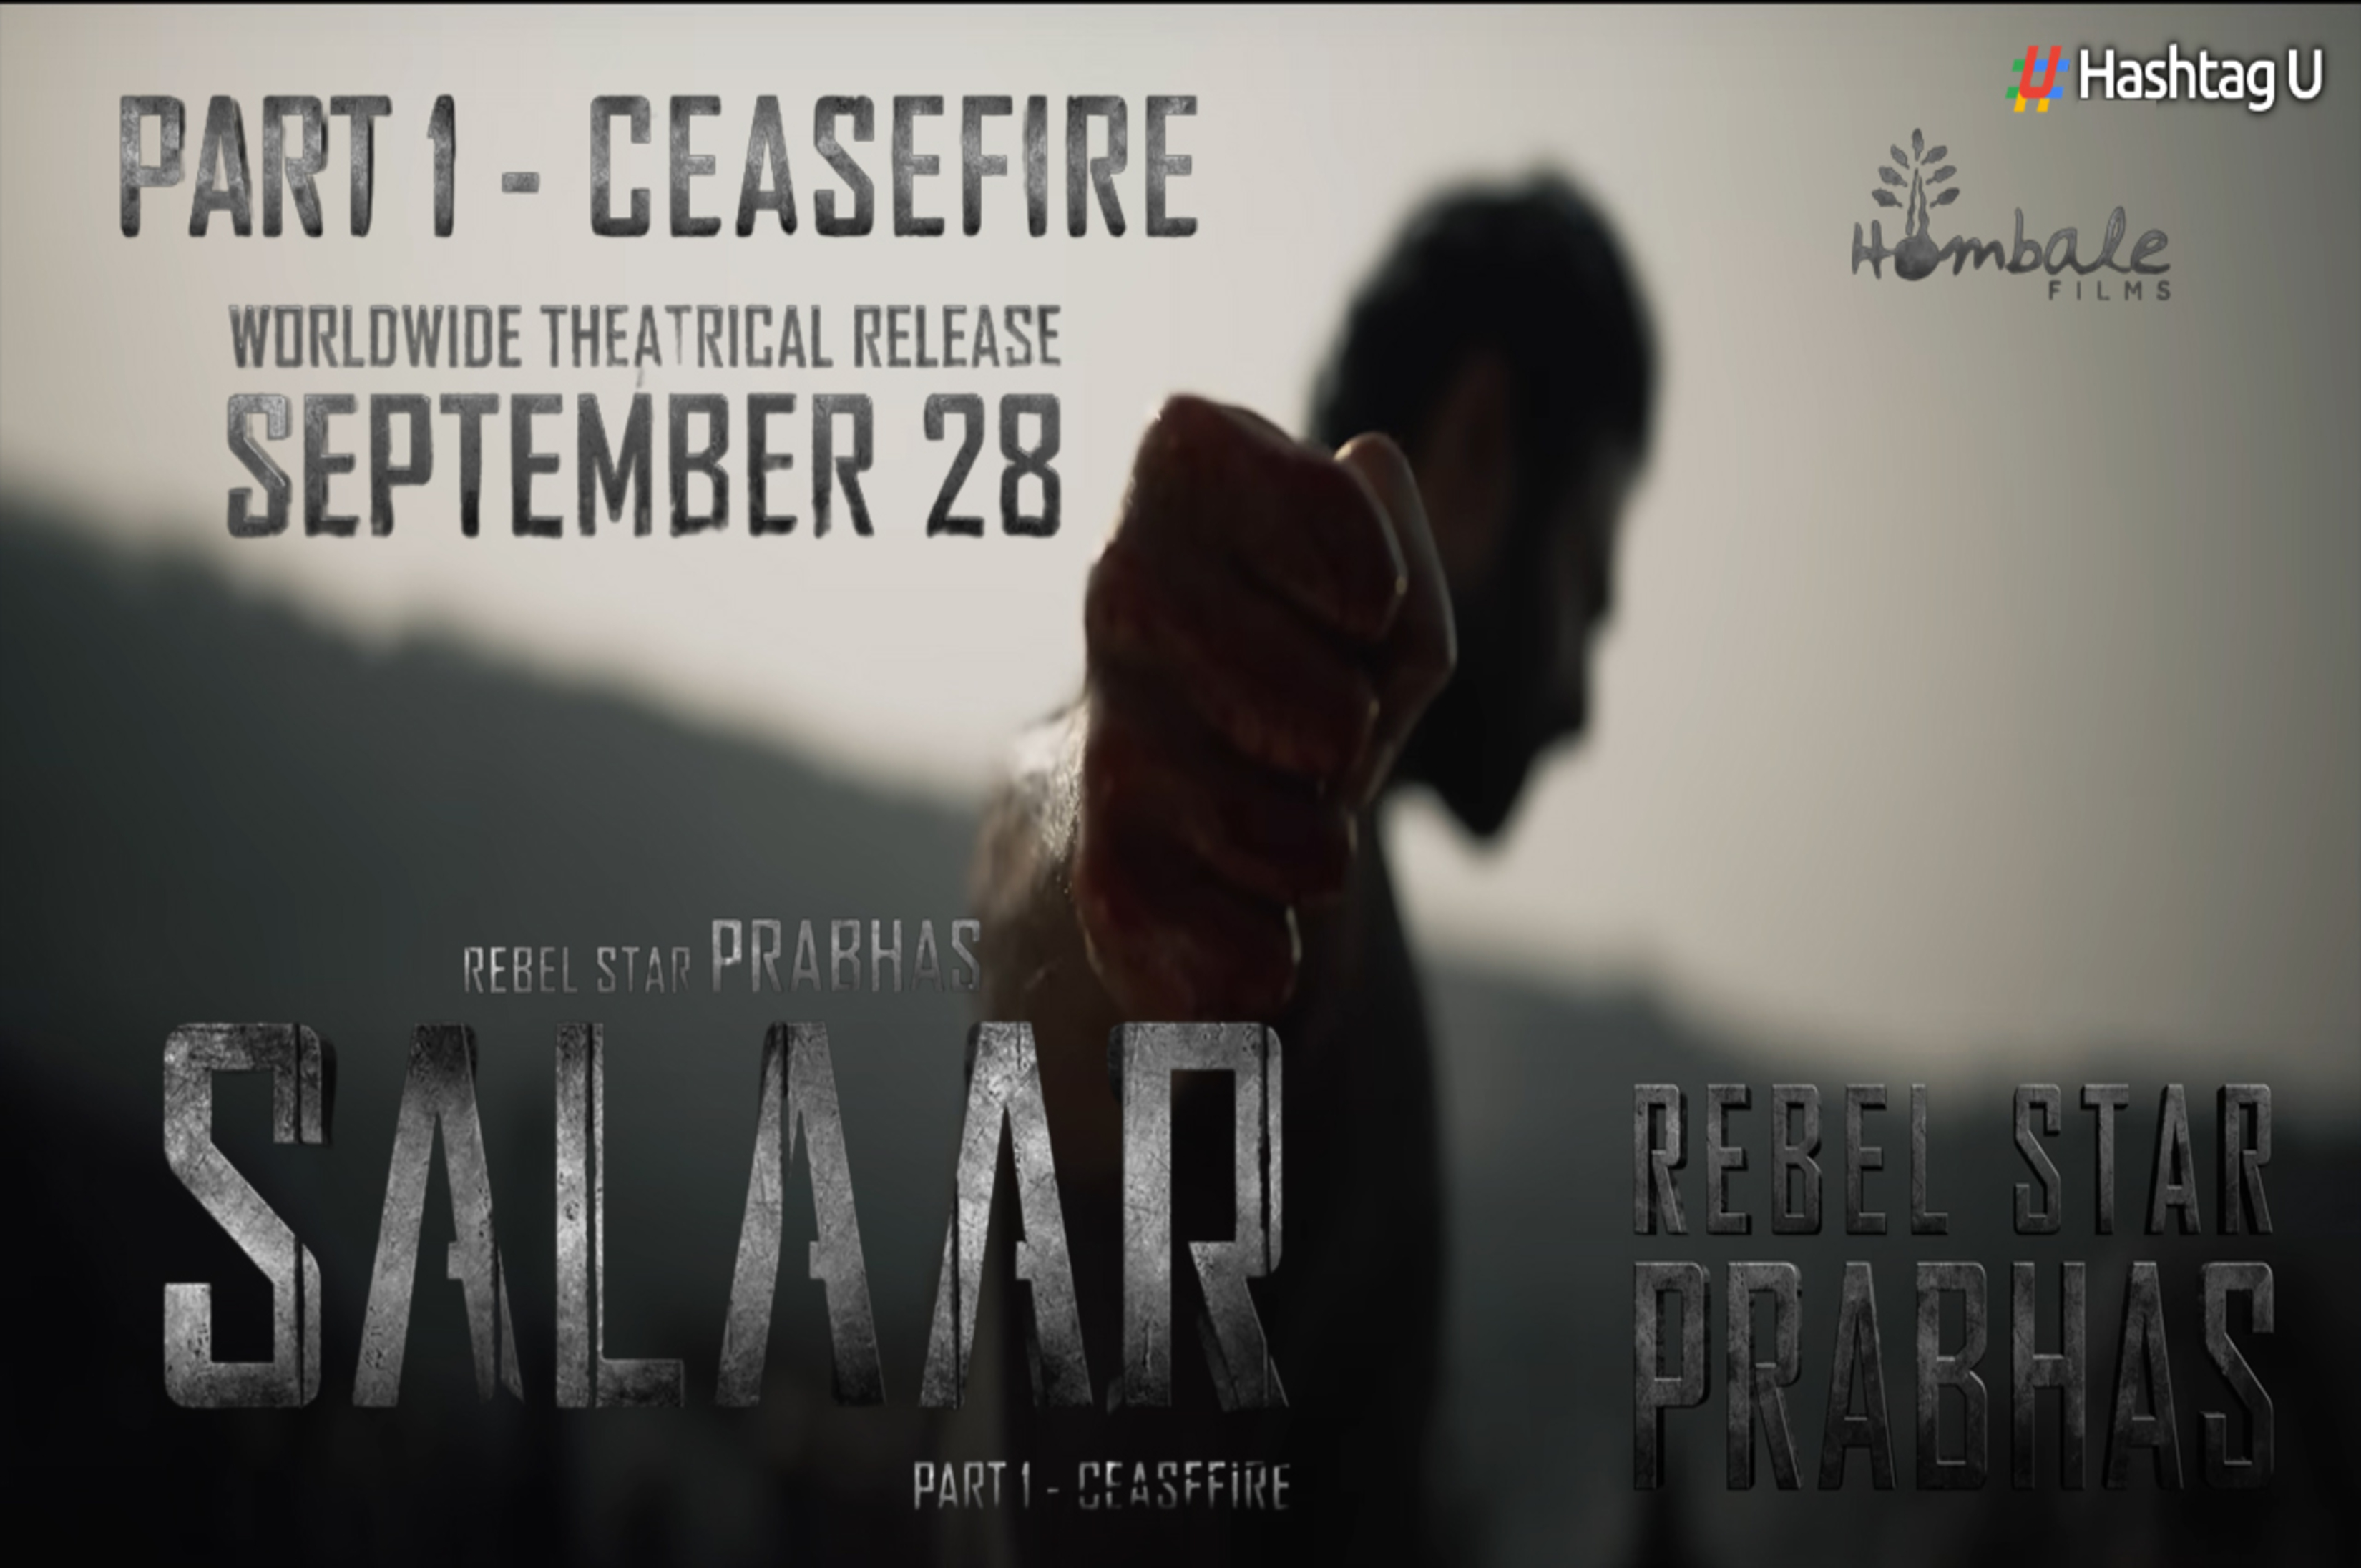 Hashtag U
PART 1 - CEASEFIRE
Hombale
FILMS
WORLDWIDE THEATRICAL RELEASE
SEPTEMBER 28
REBEL STAR PRABHAS
SALAAR
PART 1 - CEASEFIRE
REBEL STAR
PRABHAS